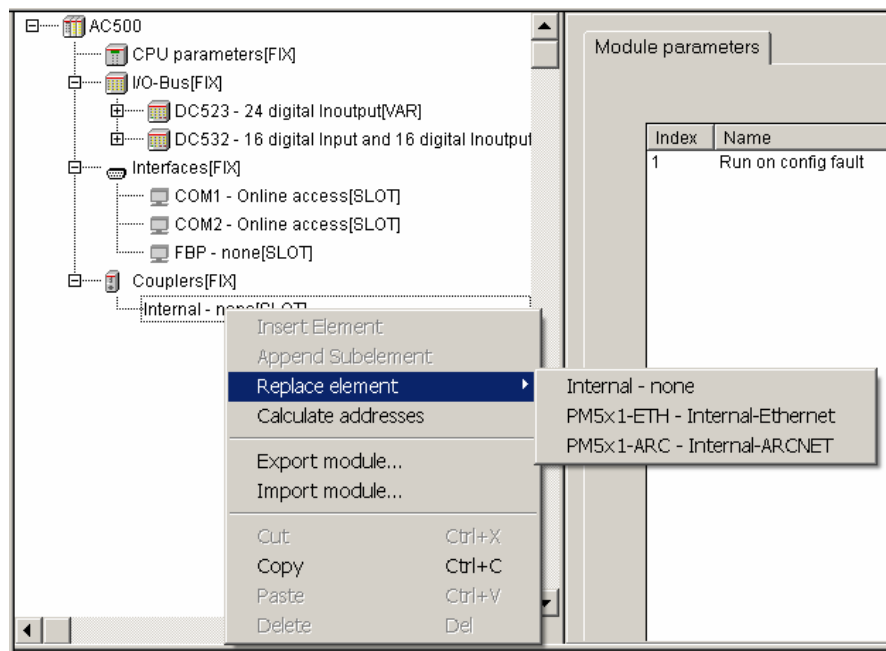 AC500
CPU parameters[FIX]
I/O-Bus[FIX]
DC523 - 24 digital Inoutput[VAR]
DC532 - 16 digital Input and 16 digital Inoutput
Interfaces[FIX]
COM1 - Online access[SLOT]
COM2 - Online access[SLOT]
FBP - none[SLOT]
Couplers[FIX]
Internal - none[SLOT]
Insert Element
Append Subelement
Replace element
Calculate addresses
Export module...
Import module...
Cut Ctrl+X
Copy Ctrl+C
Paste Ctrl+V
Delete Del
Internal - none
PM5x1-ETH - Internal-Ethernet
PM5x1-ARC - Internal-ARCNET
Module parameters
Index Name
1 Run on config fault